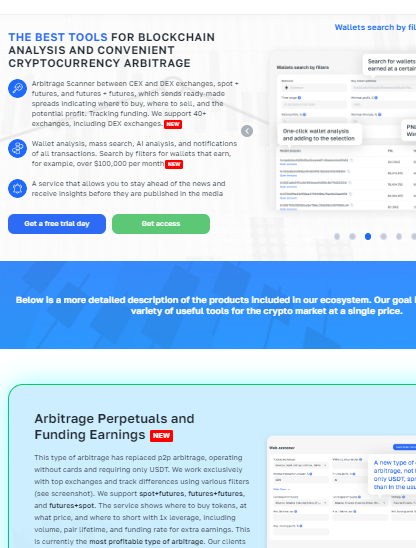 THE BEST TOOLS FOR BLOCKCHAIN
ANALYSIS AND CONVENIENT
CRYPTOCURRENCY ARBITRAGE
Arbitrage Scanner between CEX and DEX exchanges, spot +
futures, and futures + futures, which sends ready-made
spreads indicating where to buy, where to sell, and the
potential profit. Tracking funding. We support 40+
exchanges, including DEX exchanges. NEW
Wallet analysis, mass search, AI analysis, and notifications
of all transactions. Search by filters for wallets that earn,
for example, over $100,000 per month NEW
A service that allows you to stay ahead of the news and
receive insights before they are published in the media
Get a free trial day
Get access
Wallets search by fil
Search for wallets
earned at a certai
Wallets search by filters
One-click wallet analysis
and adding to the wallet
PNL
Win
Below is a more detailed description of the products included in our ecosystem. Our goal
variety of useful tools for the crypto market at a single price.
Arbitrage Perpetuals and
Funding Earnings NEW
This type of arbitrage has replaced p2p arbitrage, operating
without cards and requiring only USDT. We work exclusively
with top exchanges and track differences using various filters
(see screenshot). We support spot+futures, futures+futures,
and futures+spot. The service shows where to buy tokens, at
what price, and where to short with 1x leverage, including
volume, pair lifetime, and funding rate for extra earnings. This
is currently the most profitable type of arbitrage. Our clients
Web-screener
A new type of
arbitrage, not
only USDT, spo
Thus, in the s